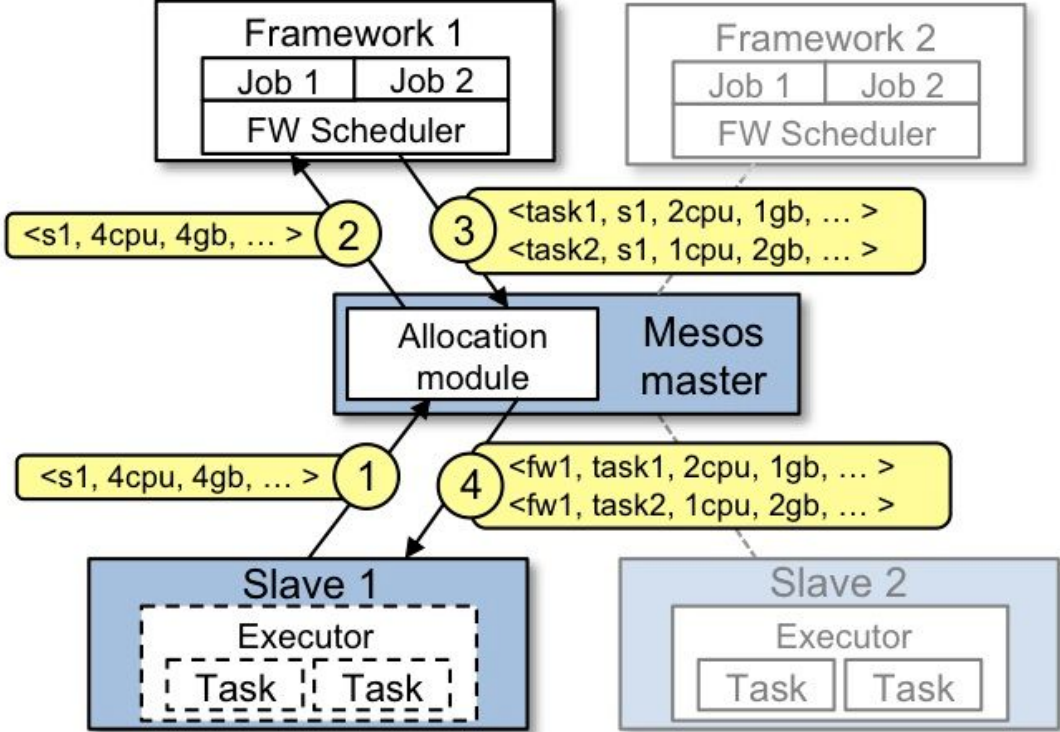 Framework 1
Job 1 Job 2
FW Scheduler
Framework 2
Job 1 Job 2
FW Scheduler
<s1, 4cpu, 4gb, … >
2
3
<task1, s1, 2cpu, 1gb, … >
<task2, s1, 1cpu, 2gb, … >
Allocation
module
Mesos
master
<s1, 4cpu, 4gb, … >
1
4
<fw1, task1, 2cpu, 1gb, … >
<fw1, task2, 1cpu, 2gb, … >
Slave 1
Executor
Task Task
Slave 2
Executor
Task Task